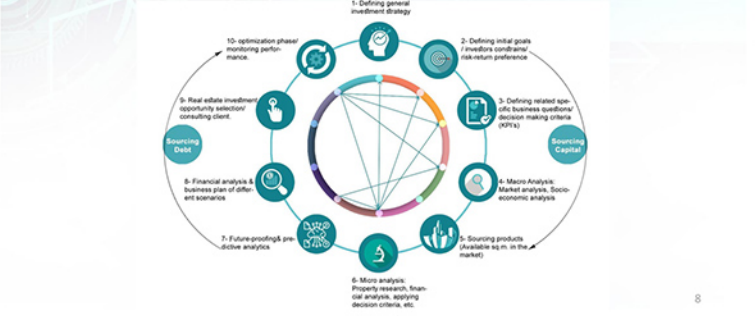 1- Defining general
investment strategy
2- Defining initial goals
/ investors constrains/
risk-return preference
3- Defining related spe-
cific business questions/
decision making criteria
(KPI's)
Sourcing
Capital
4- Macro Analysis:
Market analysis, Socio-
economic analysis
5- Sourcing products
(Available sq.m. in the
market)
6- Micro analysis:
Property research, finan-
cial analysis, applying
decision criteria, etc.
7- Future-proofing& pre-
dictive analytics
8- Financial analysis &
business plan of differ-
ent scenarios
Sourcing
Debt
9- Real estate investment
opportunity selection/
consulting client.
10- optimization phase/
monitoring perfor-
mance.
8